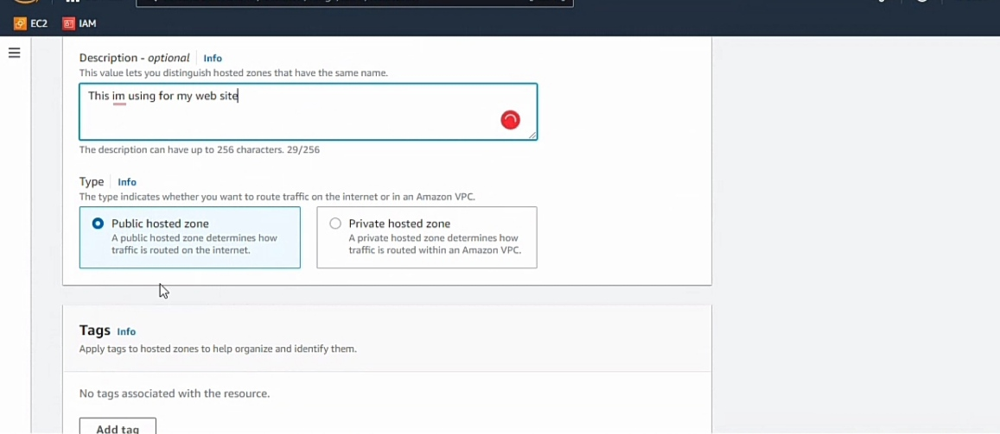 EC2 IAM
Description - optional Info
This value lets you distinguish hosted zones that have the same name.
This im using for my web site
The description can have up to 256 characters. 29/256
Type Info
The type indicates whether you want to route traffic on the internet or in an Amazon VPC.
Public hosted zone
A public hosted zone determines how
traffic is routed on the internet.
Private hosted zone
A private hosted zone determines how
traffic is routed within an Amazon VPC.
Tags Info
Apply tags to hosted zones to help organize and identify them.
No tags associated with the resource.
Add tag